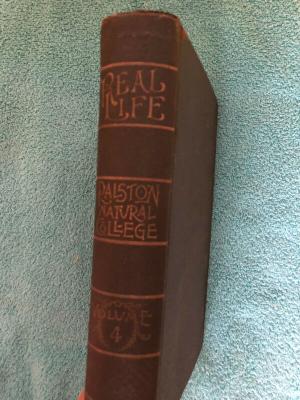 REAL
LIFE
RALSTON
NATURAL
COLLEGE
VOLUME
4